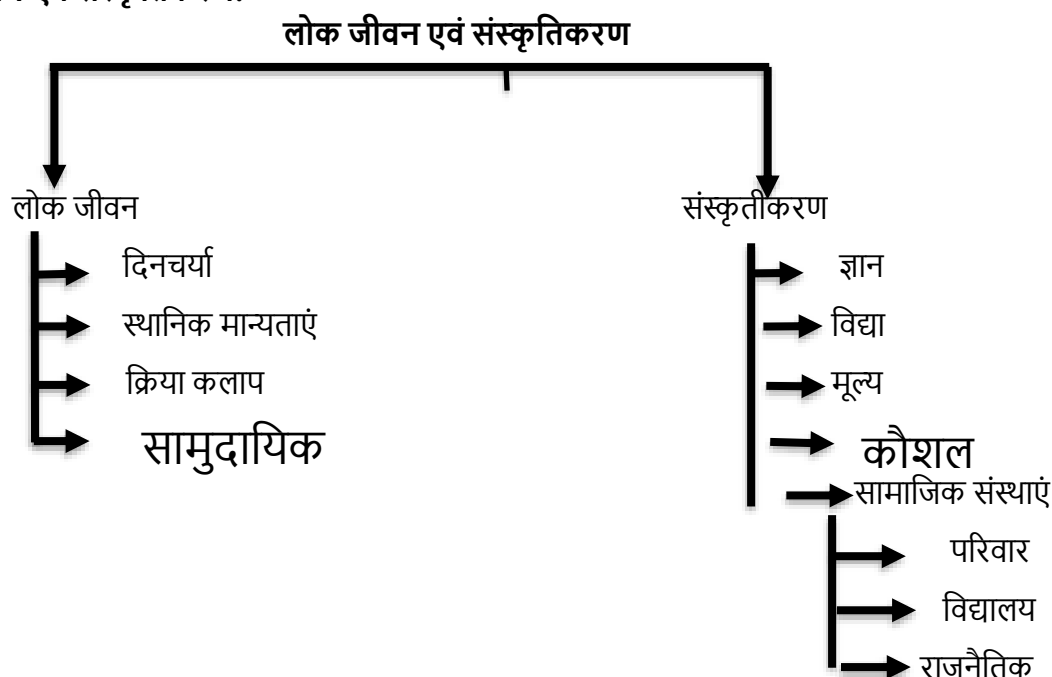 लोक जीवन एवं संस्कृतिकरण
लोक जीवन
संस्कृतीकरण
दिनचर्या
ज्ञान
स्थानिक मान्यताएं
विद्या
क्रिया कलाप
मूल्य
सामुदायिक
कौशल
सामाजिक संस्थाएं
परिवार
विद्यालय
राजनैतिक